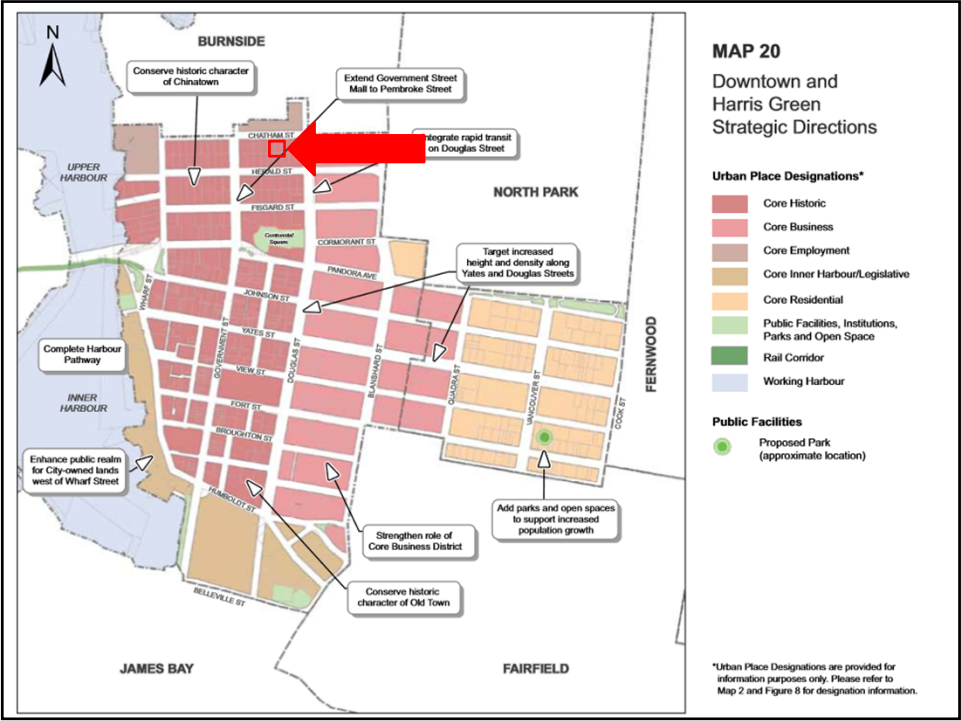 N
BURNSIDE
Conserve historic character
of Chinatown
Extend Government Street
Mall to Pembroke Street
CHATHAM ST
ntegrate rapid transit
on Douglas Street
HERALD ST
UPPER
HARBOUR
NORTH PARK
FISGARD ST
Centennial
Square
CORMORANT ST
Target increased
height and density along
Yates and Douglas Streets
PANDORA AVE
WHARF ST
JOHNSON ST
YATES ST
GOVERNMENT ST
DOUGLAS ST
Complete Harbour
Pathway
VIEW ST
BLANSHARD ST
QUADRA ST
VANCOUVER ST
COOK ST
FERNWOOD
INNER
HARBOUR
FORT ST
BROUGHTON ST
Enhance public realm
for City-owned lands
west of Wharf Street
HUMBOLDT ST
Add parks and open spaces
to support increased
population growth
Strengthen role of
Core Business District
Conserve historic
character of Old Town
BELLEVILLE ST
JAMES BAY
FAIRFIELD
MAP 20
Downtown and
Harris Green
Strategic Directions
Urban Place Designations*
Core Historic
Core Business
Core Employment
Core Inner Harbour/Legislative
Core Residential
Public Facilities, Institutions,
Parks and Open Space
Rail Corridor
Working Harbour
Public Facilities
Proposed Park
(approximate location)
*Urban Place Designations are provided for
information purposes only. Please refer to
Map 2 and Figure 8 for designation information.